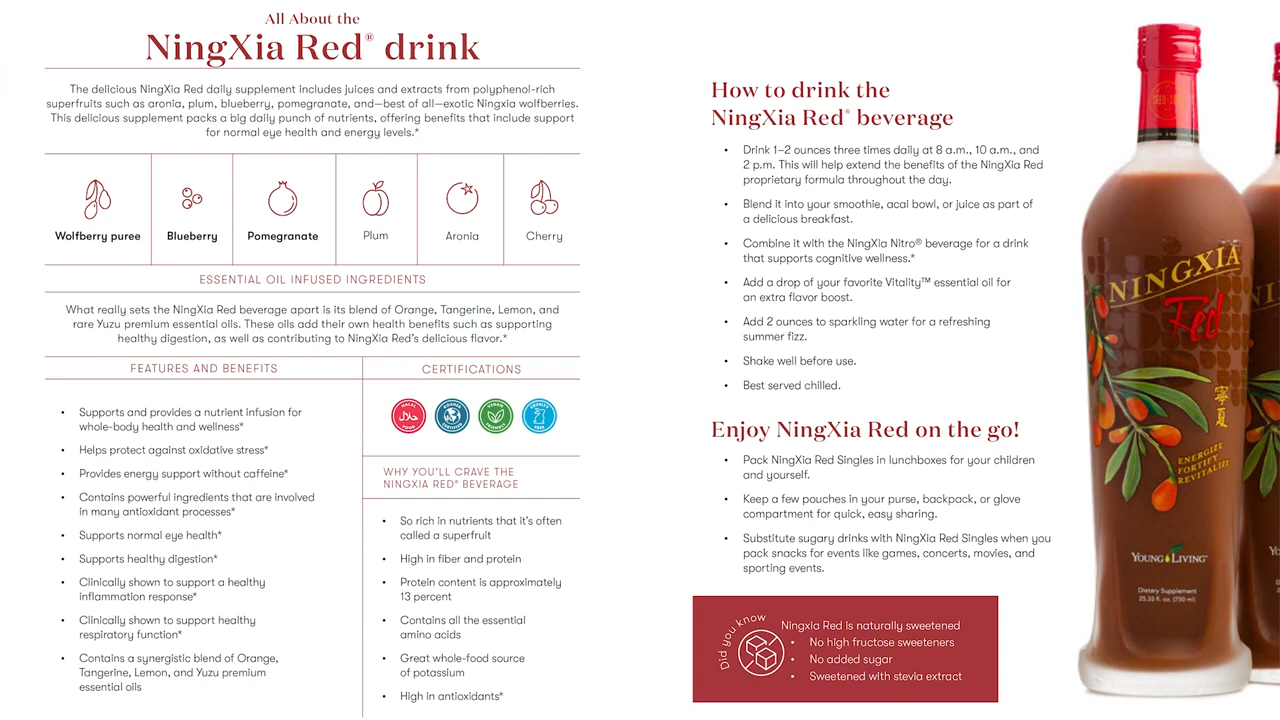 All About the
NingXia Red® drink
The delicious NingXia Red daily supplement includes juices and extracts from polyphenol-rich
superfruits such as aronia, plum, blueberry, pomegranate, and—best of all—exotic Ningxia wolfberries.
This delicious supplement packs a big daily punch of nutrients, offering benefits that include support
for normal eye health and energy levels.*
Wolfberry puree
Blueberry
Pomegranate
Plum
Aronia
Cherry
ESSENTIAL OIL INFUSED INGREDIENTS
What really sets the NingXia Red beverage apart is its blend of Orange, Tangerine, Lemon, and
rare Yuzu premium essential oils. These oils add their own health benefits such as supporting
healthy digestion, as well as contributing to NingXia Red's delicious flavor.*
FEATURES AND BENEFITS
• Supports and provides a nutrient infusion for
whole-body health and wellness*
• Helps protect against oxidative stress*
• Provides energy support without caffeine*
• Contains powerful ingredients that are involved
in many antioxidant processes*
• Supports normal eye health*
• Supports healthy digestion*
• Clinically shown to support a healthy
inflammation response*
• Clinically shown to support healthy
respiratory function*
• Contains a synergistic blend of Orange,
Tangerine, Lemon, and Yuzu premium
essential oils
CERTIFICATIONS
HALAL
حلال
FOOD
KOSHER
CERTIFIED
VEGAN
FRIENDLY
CRUELTY
FREE
WHY YOU'LL CRAVE THE
NINGXIA RED® BEVERAGE
• So rich in nutrients that it's often
called a superfruit
• High in fiber and protein
• Protein content is approximately
13 percent
• Contains all the essential
amino acids
• Great whole-food source
of potassium
• High in antioxidants*
How to drink the
NingXia Red® beverage
• Drink 1–2 ounces three times daily at 8 a.m., 10 a.m., and
2 p.m. This will help extend the benefits of the NingXia Red
proprietary formula throughout the day.
• Blend it into your smoothie, acai bowl, or juice as part of
a delicious breakfast.
• Combine it with the NingXia Nitro® beverage for a drink
that supports cognitive wellness.*
• Add a drop of your favorite Vitality™ essential oil for
an extra flavor boost.
• Add 2 ounces to sparkling water for a refreshing
summer fizz.
• Shake well before use.
• Best served chilled.
Enjoy NingXia Red on the go!
• Pack NingXia Red Singles in lunchboxes for your children
and yourself.
• Keep a few pouches in your purse, backpack, or glove
compartment for quick, easy sharing.
• Substitute sugary drinks with NingXia Red Singles when you
pack snacks for events like games, concerts, movies, and
sporting events.
Did you know
Ningxia Red is naturally sweetened
• No high fructose sweeteners
• No added sugar
• Sweetened with stevia extract
NINGXIA
Red
寧夏
ENERGIZE
FORTIFY
REVITALIZE
YOUNG LIVING
Dietary Supplement
25.35 fl. oz. (750 ml)